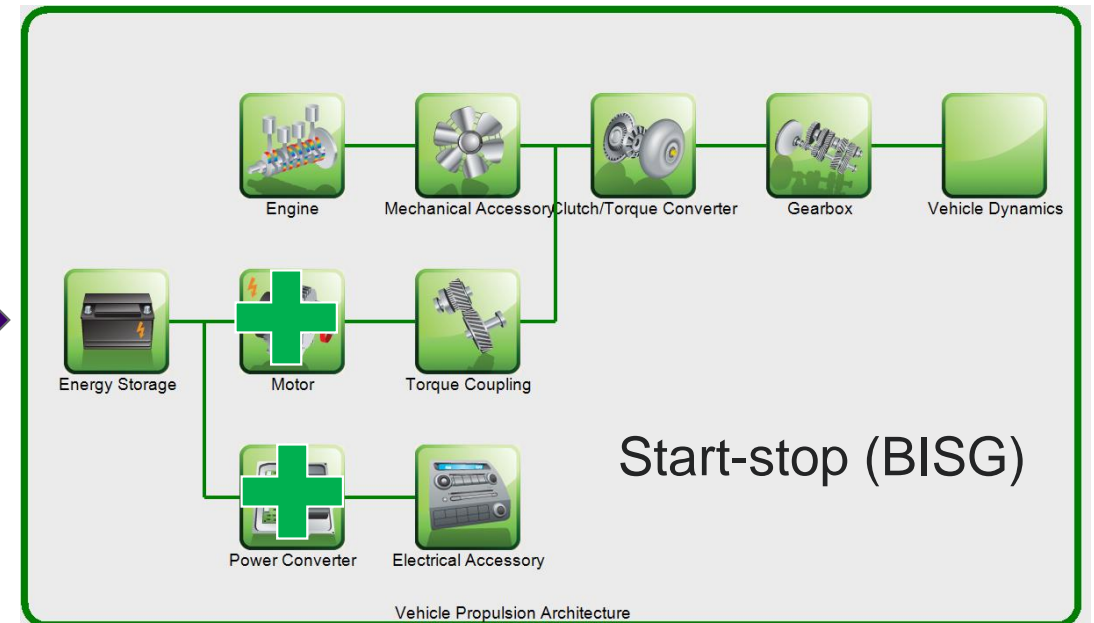 Engine
Mechanical Accessory
Clutch/Torque Converter
Gearbox
Vehicle Dynamics
Energy Storage
Motor
Torque Coupling
Start-stop (BISG)
Power Converter
Electrical Accessory
Vehicle Propulsion Architecture